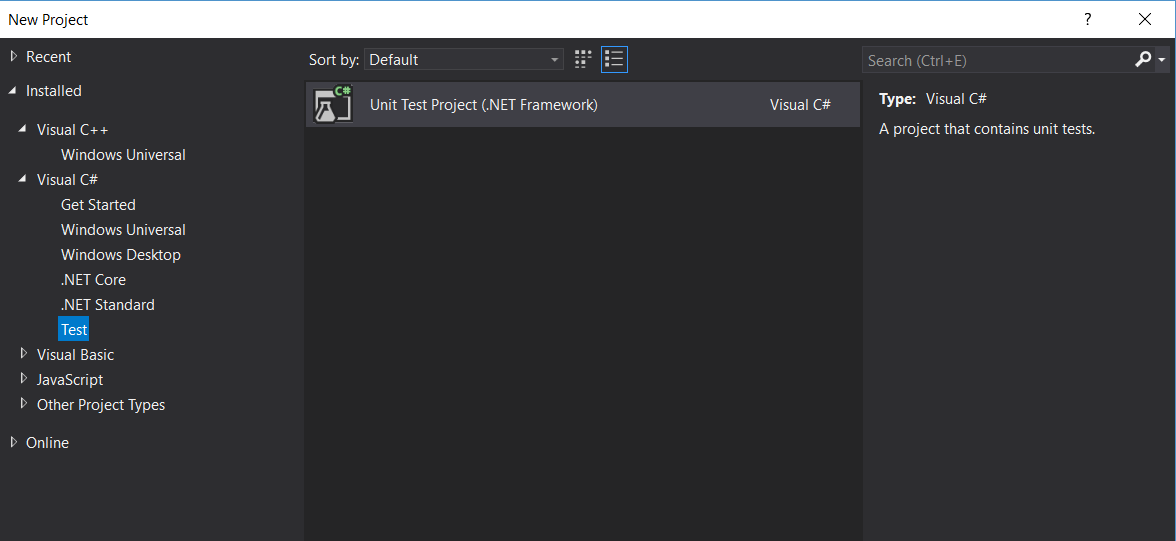 New Project
?
Recent
Installed
Visual C++
Windows Universal
Visual C#
Get Started
Windows Universal
Windows Desktop
.NET Core
.NET Standard
Test
Visual Basic
JavaScript
Other Project Types
Online
Sort by: Default
C#
Unit Test Project (.NET Framework) Visual C#
Search (Ctrl+E)
Type: Visual C#
A project that contains unit tests.